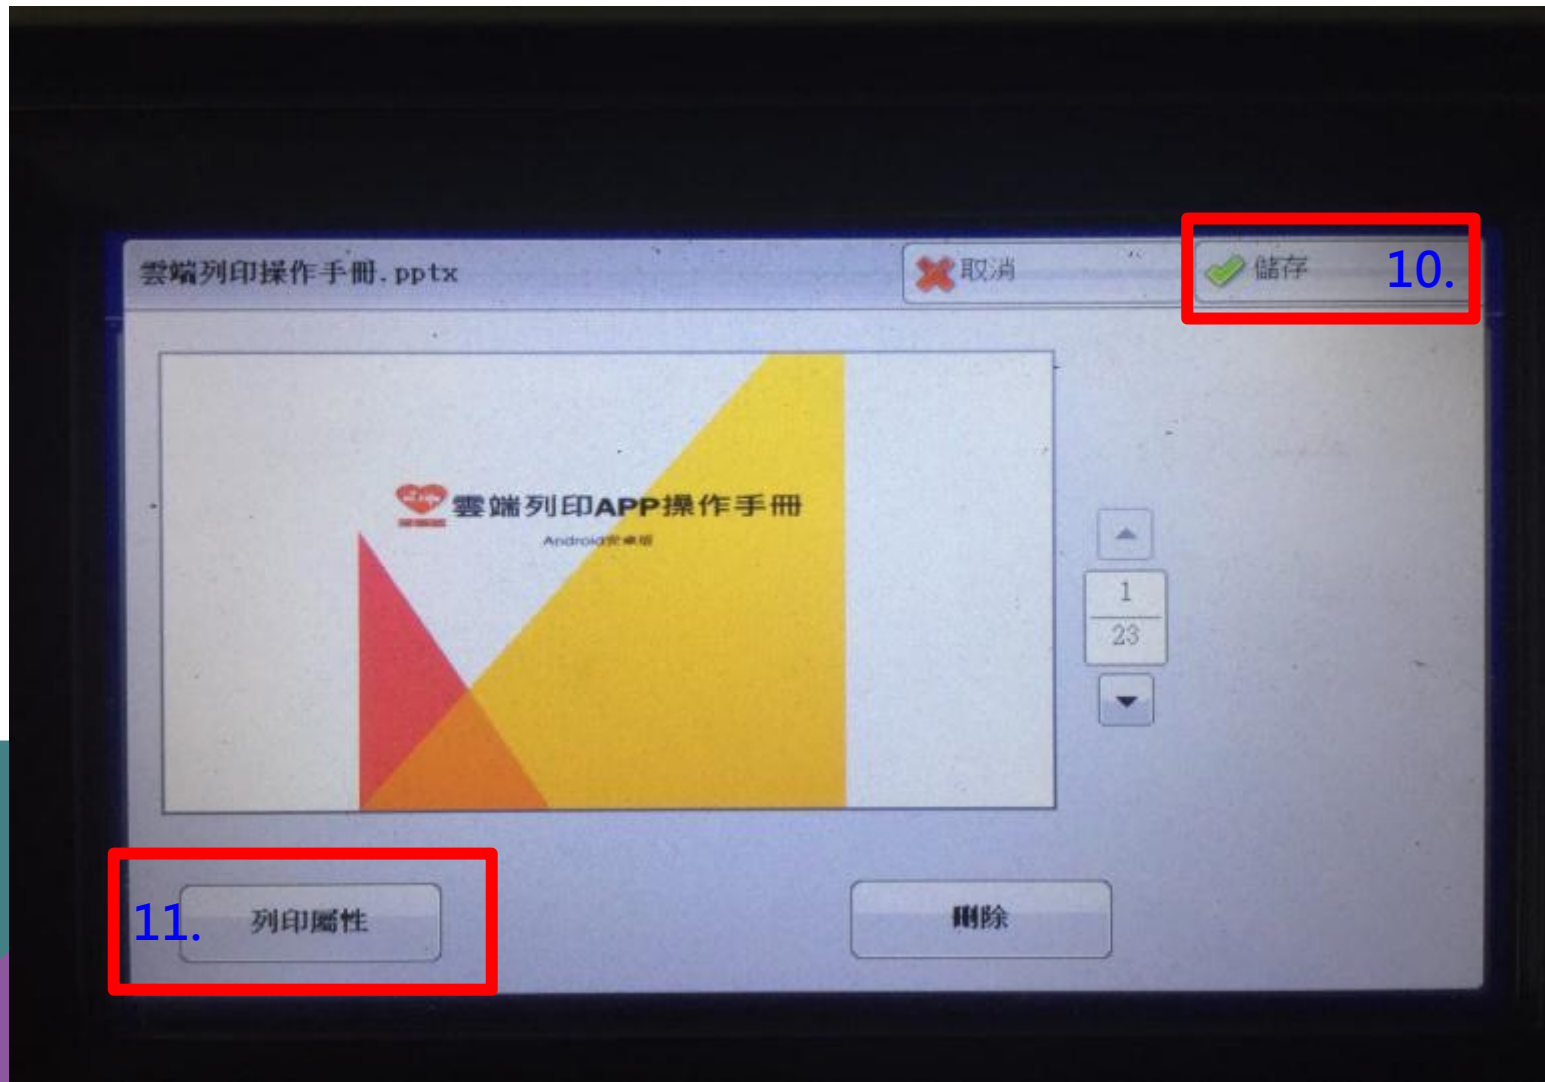 雲端列印操作手冊.pptx
取消
儲存
10.
雲端列印APP操作手冊
Android安卓版
1
23
11.
列印屬性
刪除